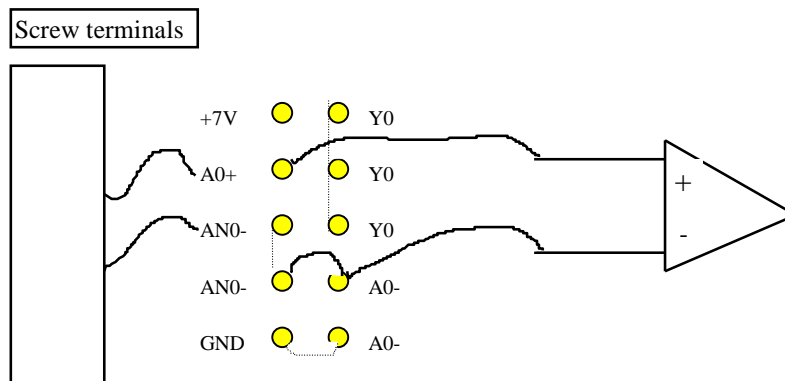 Screw terminals
+7V Y0
A0+ Y0
+
AN0- Y0
-
AN0- A0-
GND A0-